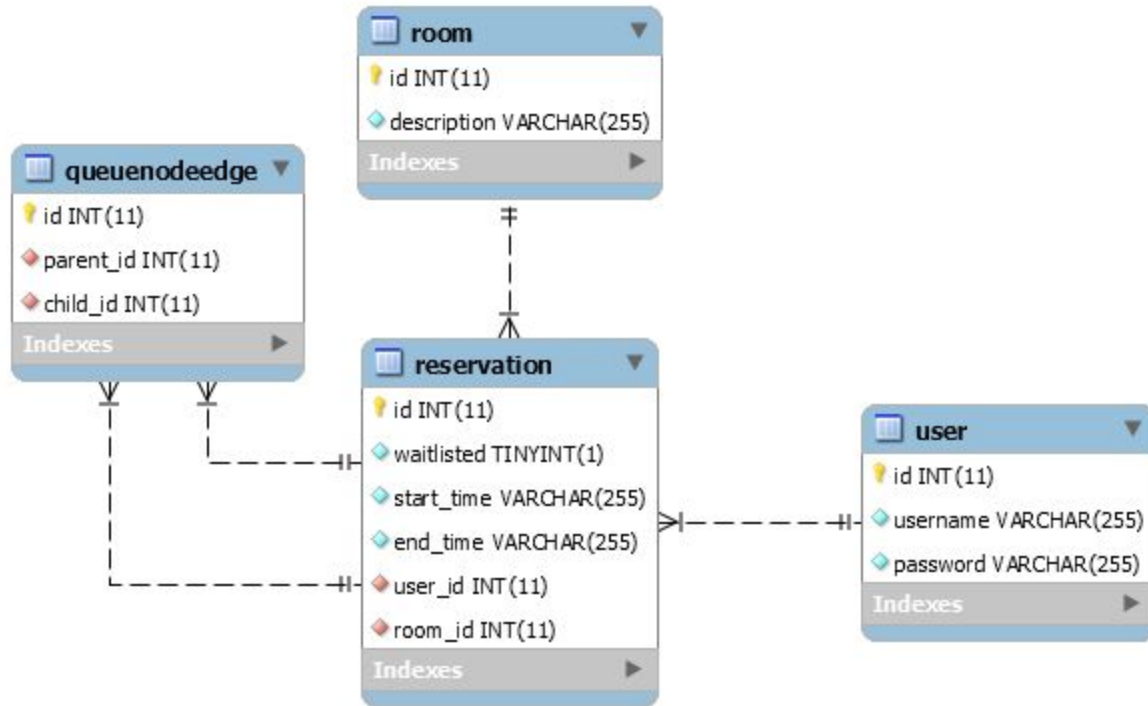 room
id INT(11)
description VARCHAR(255)
Indexes
queuenodeedge
id INT(11)
parent_id INT(11)
child_id INT(11)
Indexes
reservation
id INT(11)
waitlisted TINYINT(1)
start_time VARCHAR(255)
end_time VARCHAR(255)
user_id INT(11)
room_id INT(11)
Indexes
user
id INT(11)
username VARCHAR(255)
password VARCHAR(255)
Indexes